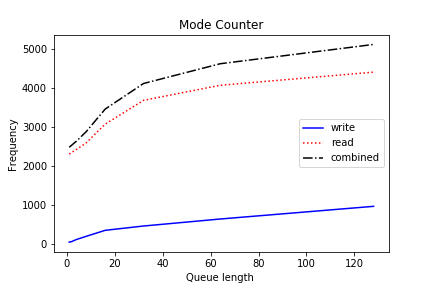 Mode Counter
Frequency
5000
4000
3000
2000
1000
0
write
read
combined
0 20 40 60 80 100 120
Queue length